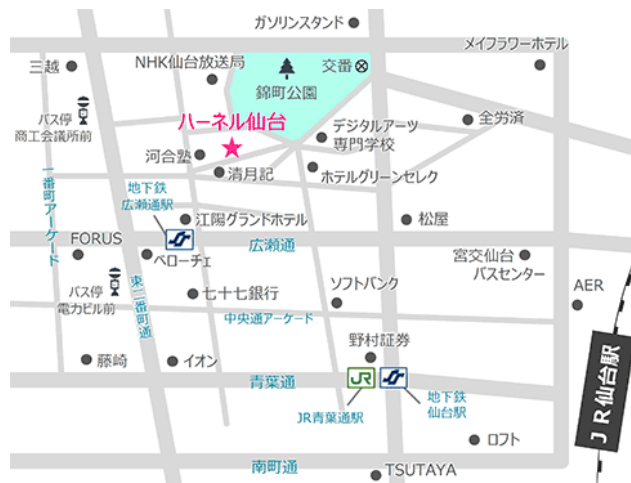 ガソリンスタンド
メイフラワーホテル
三越
NHK仙台放送局
交番
錦町公園
バス停
商工会議所前
ハーネル仙台
デジタルアーツ
専門学校
全労済
河合塾
清月記
ホテルグリーンセレク
一番町アーケード
地下鉄
広瀬通駅
江陽グランドホテル
松屋
FORUS
ベローチェ
広瀬通
宮交仙台
バスセンター
バス停
電力ビル前
東二番町通
七十七銀行
ソフトバンク
AER
中央通アーケード
野村証券
JR仙台駅
藤崎
イオン
青葉通
JR
JR青葉通駅
地下鉄
仙台駅
ロフト
南町通
TSUTAYA